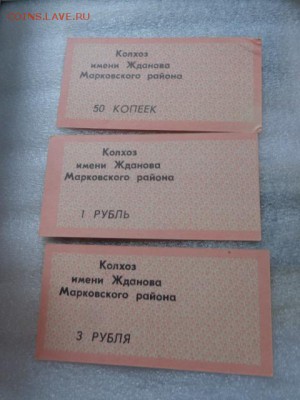 COINS.LAVE.RU
Колхоз
имени Жданова
Марковского района
50 КОПЕЕК
Колхоз
имени Жданова
Марковского района
1 РУБЛЬ
Колхоз
имени Жданова
Марковского района
3 РУБЛЯ